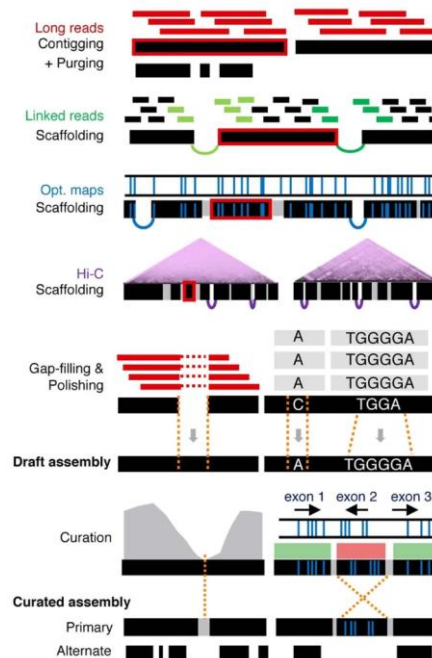 Long reads
Contigging
+ Purging
Linked reads
Scaffolding
Opt. maps
Scaffolding
Hi-C
Scaffolding
Gap-filling &
Polishing
A TGGGGA
A TGGGGA
A TGGGGA
C TGGA
Draft assembly
A TGGGGA
exon 1 exon 2 exon 3
Curation
Curated assembly
Primary
Alternate